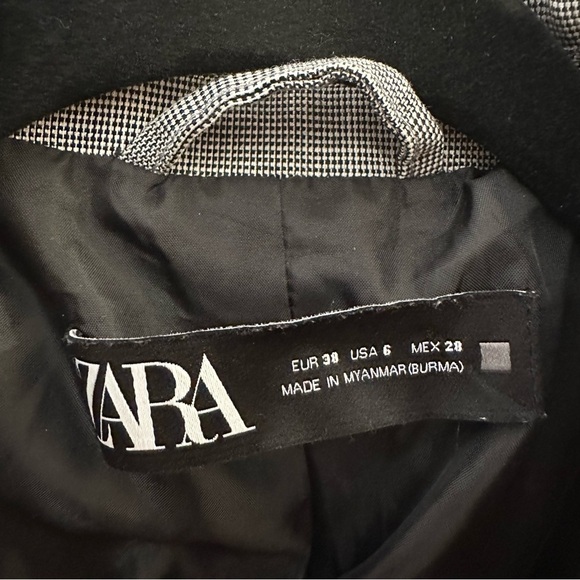 ZARA
EUR 38 USA 6 MEX 28
MADE IN MYANMAR(BURMA)